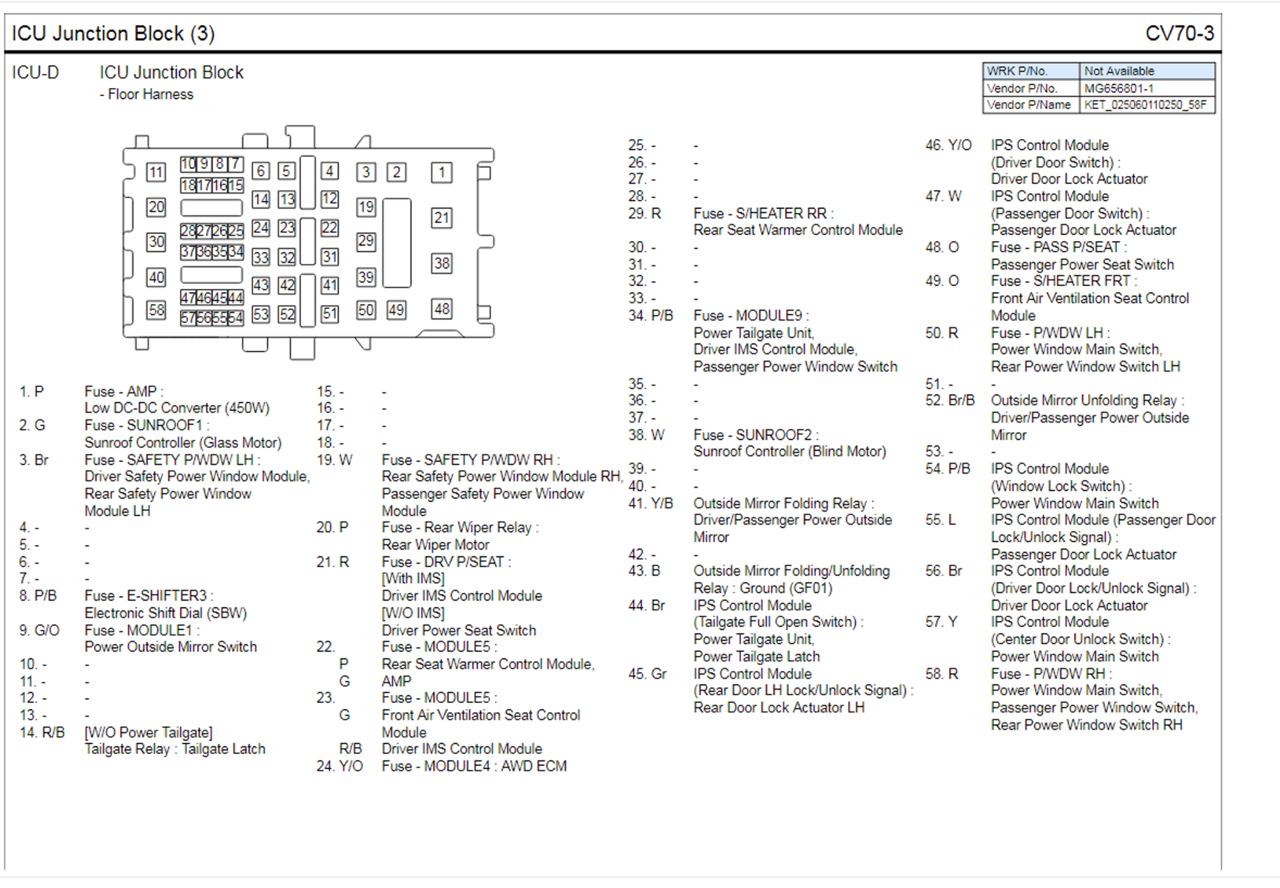 ICU Junction Block (3)
CV70-3
ICU-D
ICU Junction Block
- Floor Harness
WRK P/No. Not Available
Vendor P/No. MG656801-1
Vendor P/Name KET_025060110250_58F
11 10 9 8 7 6 5 4 3 2 1
18 17 16 15
20 14 13 12 19 21
30 28 27 26 25 24 23 22 29
37 36 35 34 33 32 31 38
40 43 42 41 39
58 47 46 45 44 50 49 48
57 56 55 54 53 52 51
1. P Fuse - AMP :
Low DC-DC Converter (450W)
2. G Fuse - SUNROOF1 :
Sunroof Controller (Glass Motor)
3. Br Fuse - SAFETY P/WDW LH :
Driver Safety Power Window Module,
Rear Safety Power Window
Module LH
4. - -
5. - -
6. - -
7. - -
8. P/B Fuse - E-SHIFTER3 :
Electronic Shift Dial (SBW)
9. G/O Fuse - MODULE1 :
Power Outside Mirror Switch
10. - -
11. - -
12. - -
13. - -
14. R/B [W/O Power Tailgate]
Tailgate Relay : Tailgate Latch
15. - -
16. - -
17. - -
18. - -
19. W Fuse - SAFETY P/WDW RH :
Rear Safety Power Window Module RH,
Passenger Safety Power Window
Module
20. P Fuse - Rear Wiper Relay :
Rear Wiper Motor
21. R Fuse - DRV P/SEAT :
[With IMS]
Driver IMS Control Module
[W/O IMS]
Driver Power Seat Switch
22. Fuse - MODULE5 :
P Rear Seat Warmer Control Module,
G AMP
23. Fuse - MODULE5 :
G Front Air Ventilation Seat Control
Module
R/B Driver IMS Control Module
24. Y/O Fuse - MODULE4 : AWD ECM
25. - -
26. - -
27. - -
28. - -
29. R Fuse - S/HEATER RR :
Rear Seat Warmer Control Module
30. - -
31. - -
32. - -
33. - -
34. P/B Fuse - MODULE9 :
Power Tailgate Unit,
Driver IMS Control Module,
Passenger Power Window Switch
35. - -
36. - -
37. - -
38. W Fuse - SUNROOF2 :
Sunroof Controller (Blind Motor)
39. - -
40. - -
41. Y/B Outside Mirror Folding Relay :
Driver/Passenger Power Outside
Mirror
42. - -
43. B Outside Mirror Folding/Unfolding
Relay : Ground (GF01)
44. Br IPS Control Module
(Tailgate Full Open Switch) :
Power Tailgate Unit,
Power Tailgate Latch
45. Gr IPS Control Module
(Rear Door LH Lock/Unlock Signal) :
Rear Door Lock Actuator LH
46. Y/O IPS Control Module
(Driver Door Switch) :
Driver Door Lock Actuator
47. W IPS Control Module
(Passenger Door Switch) :
Passenger Door Lock Actuator
48. O Fuse - PASS P/SEAT :
Passenger Power Seat Switch
49. O Fuse - S/HEATER FRT :
Front Air Ventilation Seat Control
Module
50. R Fuse - P/WDW LH :
Power Window Main Switch,
Rear Power Window Switch LH
51. - -
52. Br/B Outside Mirror Unfolding Relay :
Driver/Passenger Power Outside
Mirror
53. - -
54. P/B IPS Control Module
(Window Lock Switch) :
Power Window Main Switch
55. L IPS Control Module (Passenger Door
Lock/Unlock Signal) :
Passenger Door Lock Actuator
56. Br IPS Control Module
(Driver Door Lock/Unlock Signal) :
Driver Door Lock Actuator
57. Y IPS Control Module
(Center Door Unlock Switch) :
Power Window Main Switch
58. R Fuse - P/WDW RH :
Power Window Main Switch,
Passenger Power Window Switch,
Rear Power Window Switch RH